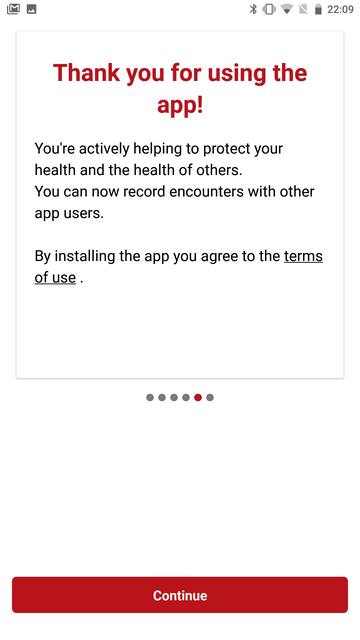 22:09
Thank you for using the
app!
You're actively helping to protect your
health and the health of others.
You can now record encounters with other
app users.
By installing the app you agree to the terms
of use .
Continue